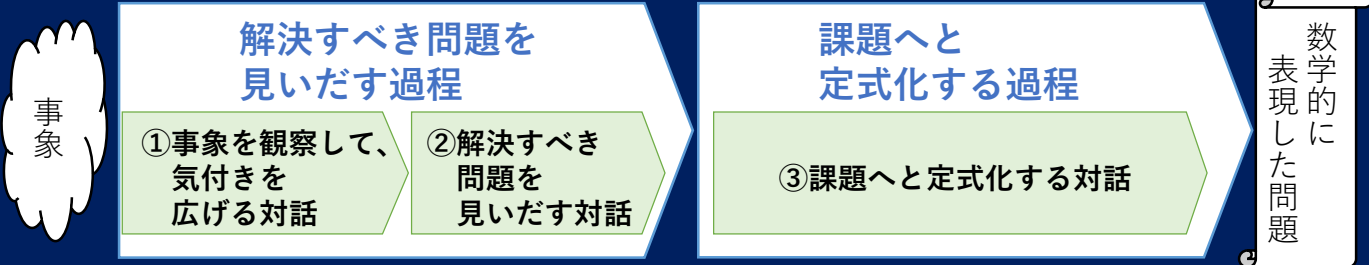 事象
解決すべき問題を
見いだす過程
①事象を観察して、
気付きを
広げる対話
②解決すべき
問題を
見いだす対話
課題へと
定式化する過程
③課題へと定式化する対話
数学的に
表現した問題